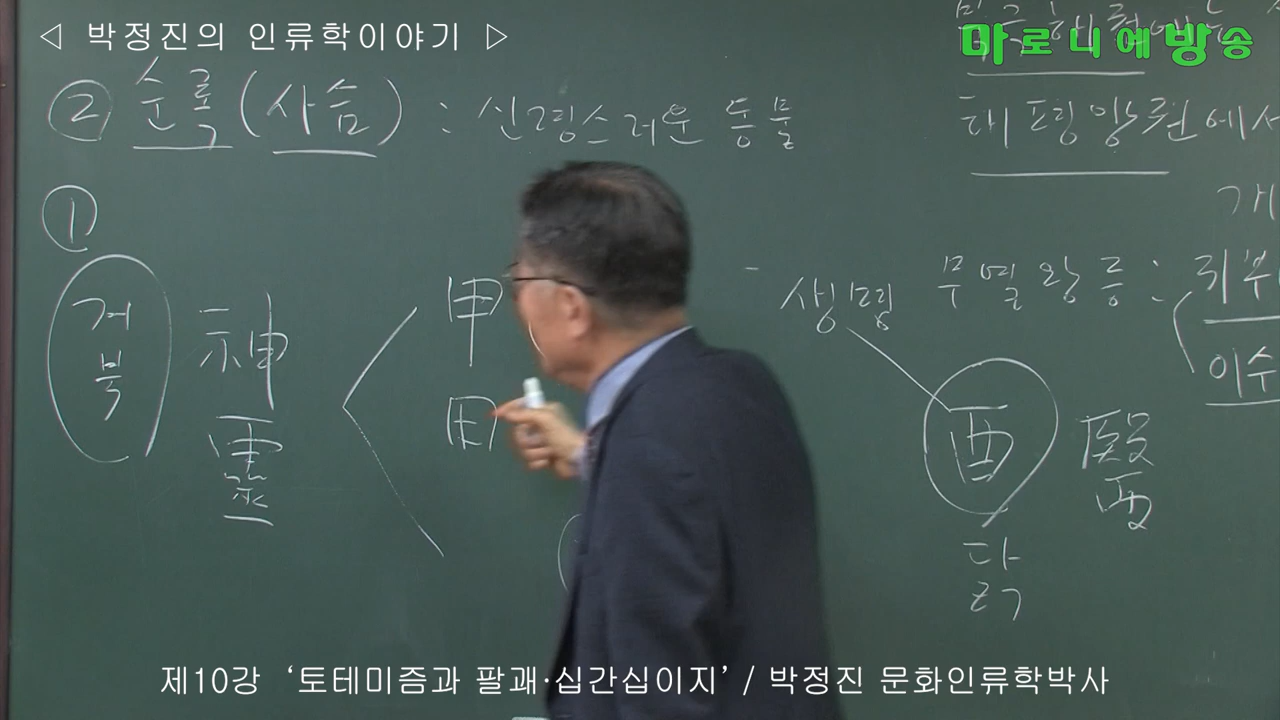 ◁ 박정진의 인류학이야기 ▷
마로니에방송
② 순록(사슴) : 신령스러운 동물
태평양권에서
①
거북
神靈
甲
田
생명
무열왕릉 : 귀부
이수
酉
닭
醫
제10강 ‘토테미즘과 팔괘·십간십이지’ / 박정진 문화인류학박사